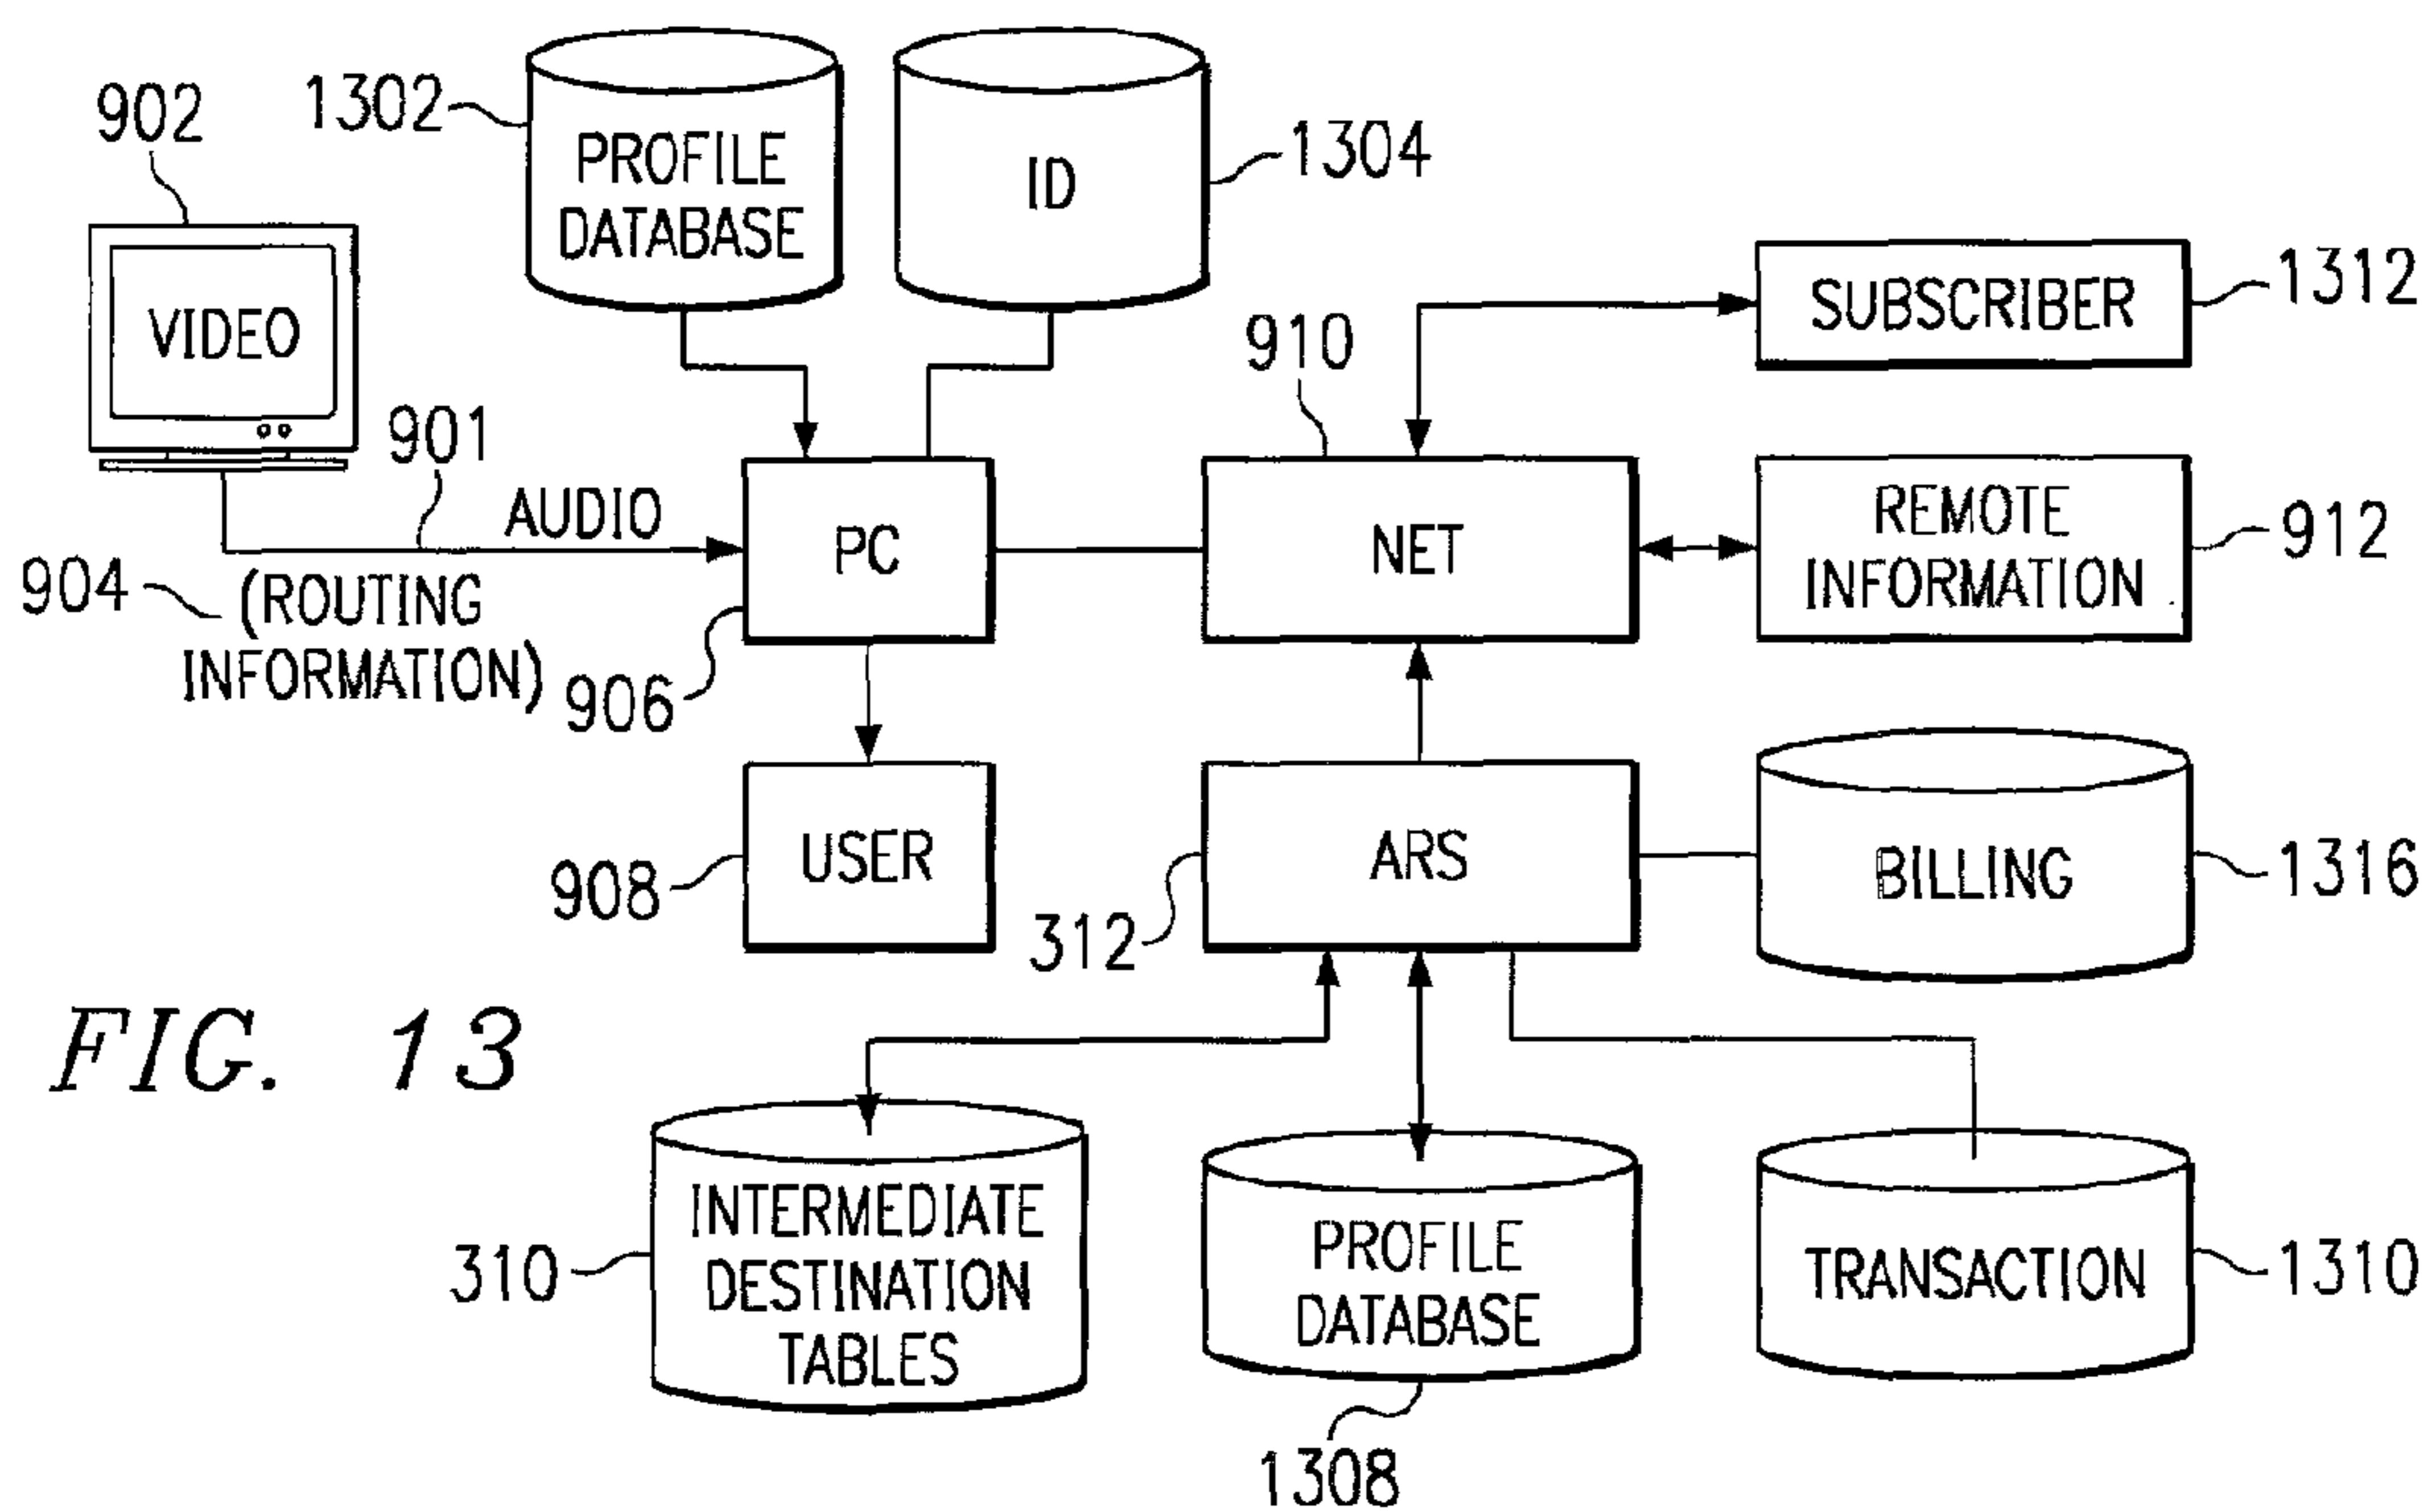 902
1302
PROFILE
DATABASE
ID
1304
VIDEO
SUBSCRIBER
1312
910
901
AUDIO
904
(ROUTING
INFORMATION)
906
PC
NET
REMOTE
INFORMATION
912
USER
908
ARS
312
BILLING
1316
FIG. 13
310
INTERMEDIATE
DESTINATION
TABLES
PROFILE
DATABASE
1308
TRANSACTION
1310